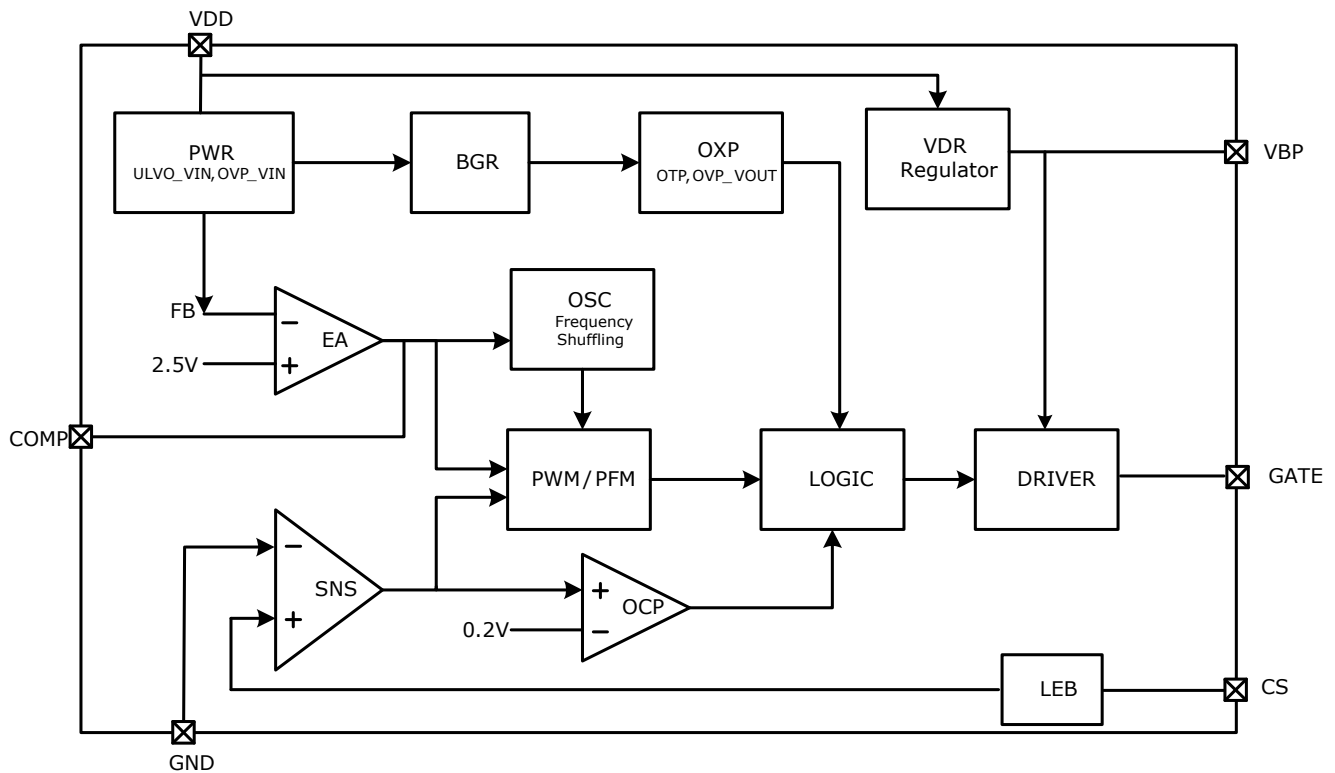 VDD
PWR
ULVO_VIN,OVP_VIN
BGR
OXP
OTP,OVP_VOUT
VDR
Regulator
VBP
FB
−
EA
+
2.5V
OSC
Frequency
Shuffling
COMP
PWM/PFM
LOGIC
DRIVER
GATE
−
SNS
+
+
OCP
−
0.2V
LEB
CS
GND